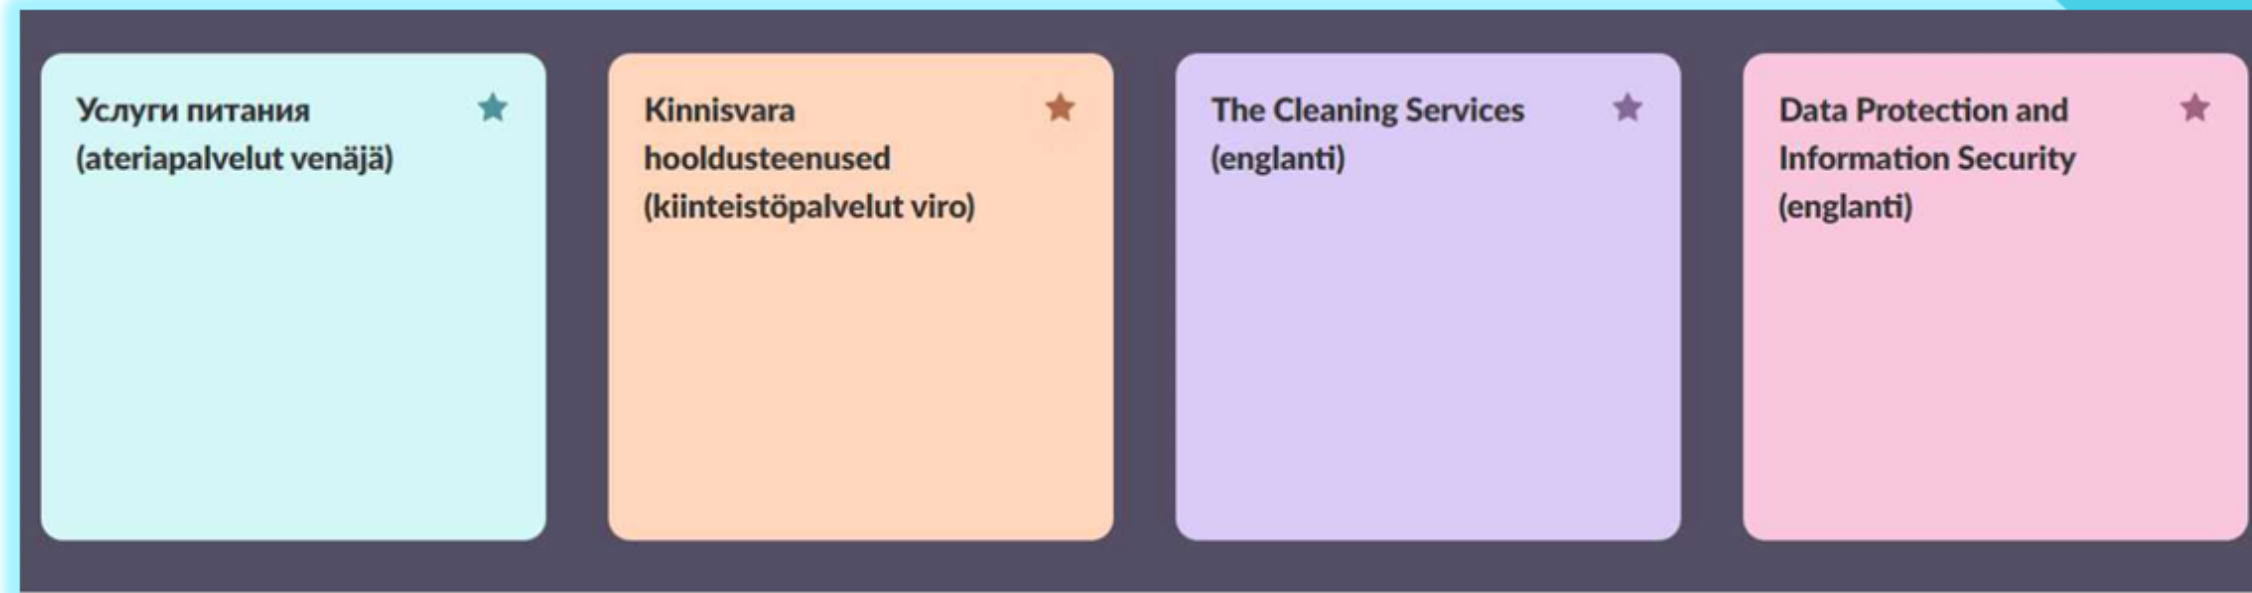 Услуги питания
(ateriapalvelut venäjä)
Kinnisvara
hooldusteenused
(kiinteistöpalvelut viro)
The Cleaning Services
(englanti)
Data Protection and
Information Security
(englanti)